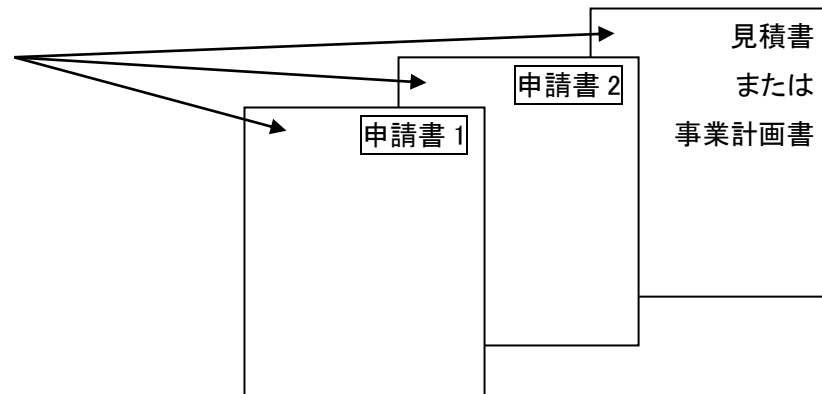 見積書
または
事業計画書
申請書 2
申請書 1